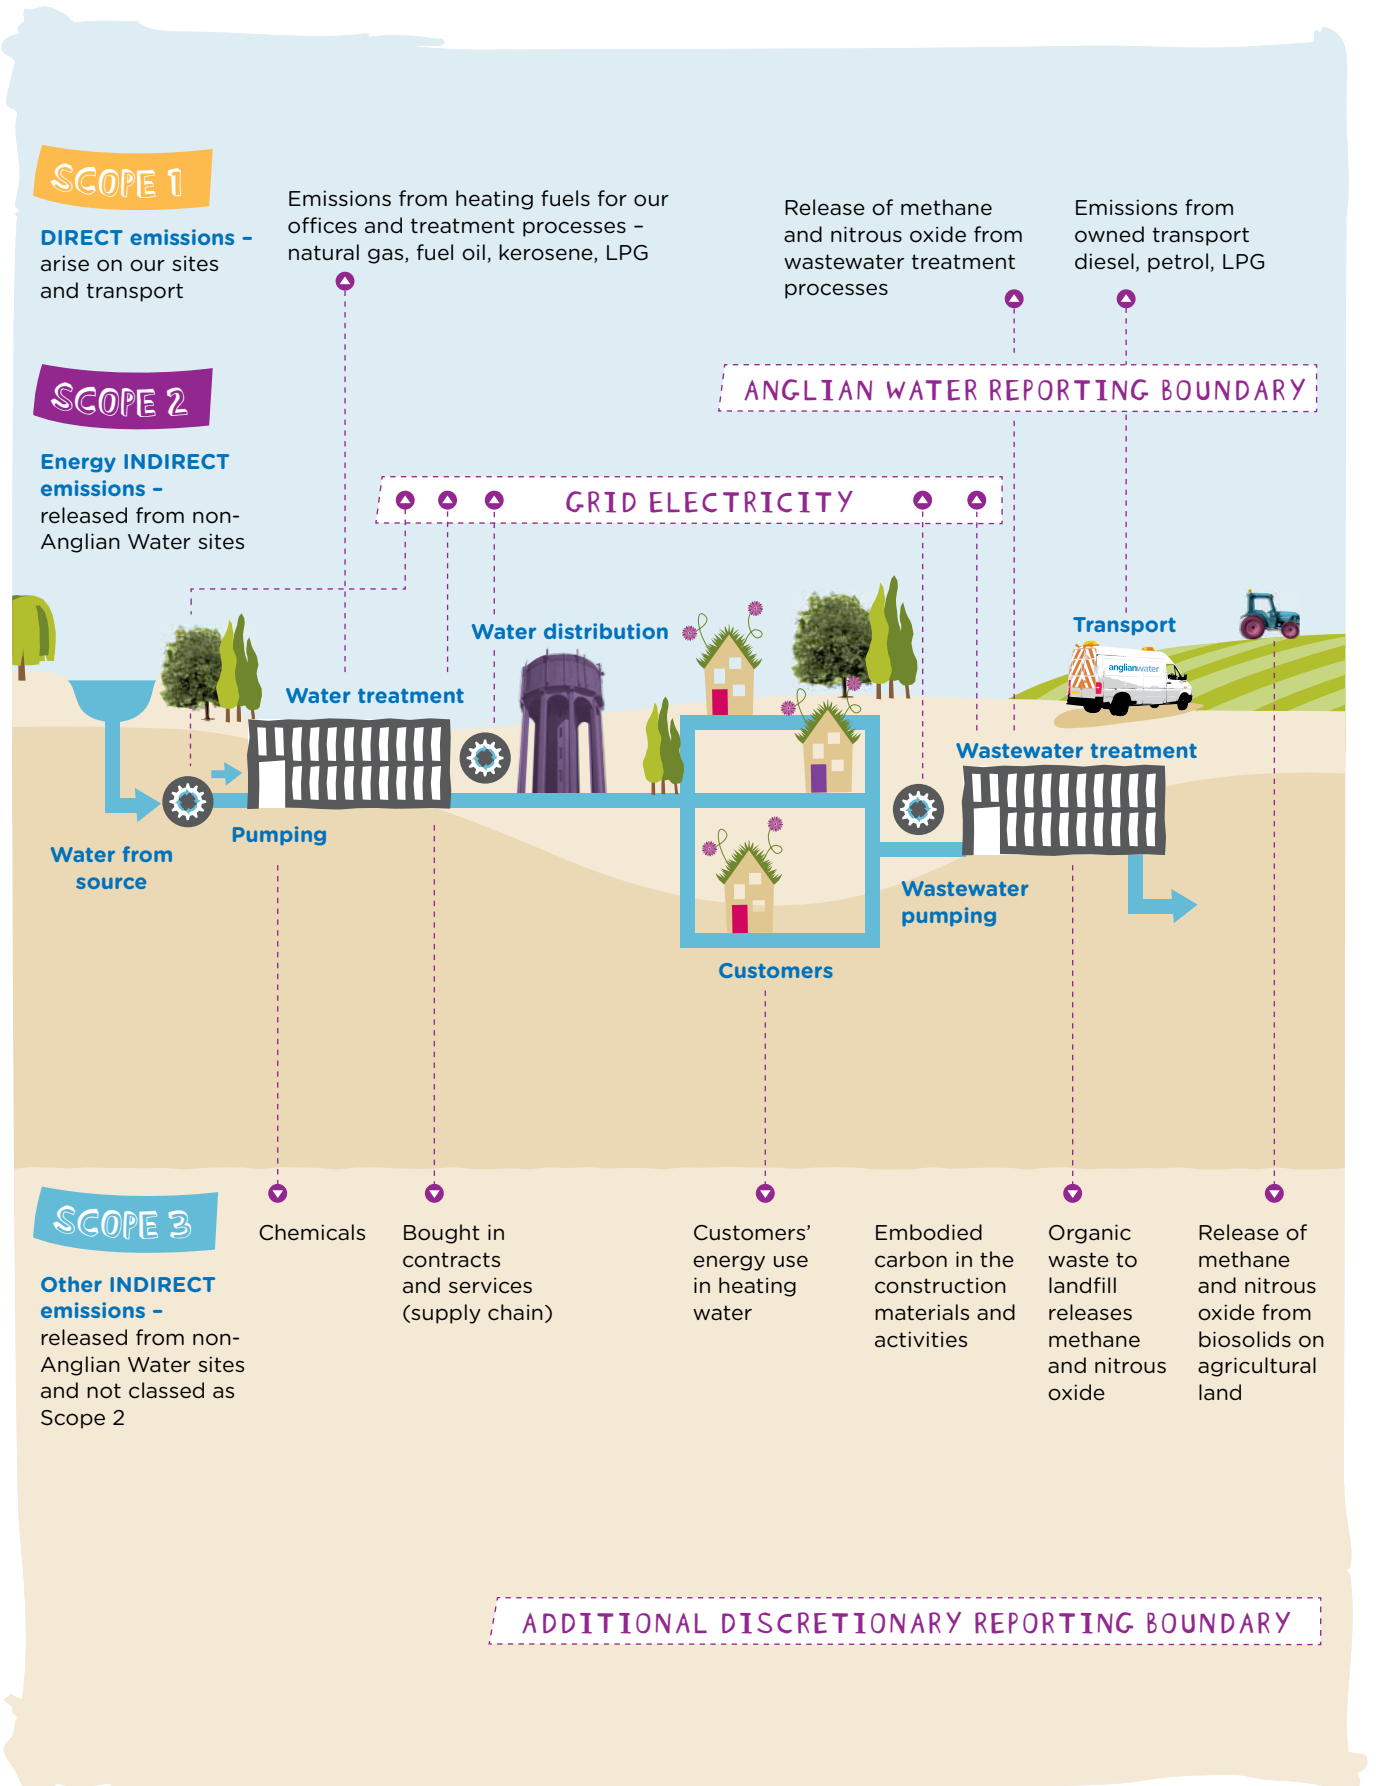 SCOPE 1
DIRECT emissions –
arise on our sites
and transport
Emissions from heating fuels for our
offices and treatment processes –
natural gas, fuel oil, kerosene, LPG
Release of methane
and nitrous oxide from
wastewater treatment
processes
Emissions from
owned transport
diesel, petrol, LPG
SCOPE 2
ANGLIAN WATER REPORTING BOUNDARY
Energy INDIRECT
emissions –
released from non-
Anglian Water sites
GRID ELECTRICITY
Water distribution
Transport
anglianwater
Water treatment
Wastewater treatment
Pumping
Water from
source
Wastewater
pumping
Customers
SCOPE 3
Other INDIRECT
emissions –
released from non-
Anglian Water sites
and not classed as
Scope 2
Chemicals
Bought in
contracts
and services
(supply chain)
Customers’
energy use
in heating
water
Embodied
carbon in the
construction
materials and
activities
Organic
waste to
landfill
releases
methane
and nitrous
oxide
Release of
methane
and nitrous
oxide from
biosolids on
agricultural
land
ADDITIONAL DISCRETIONARY REPORTING BOUNDARY